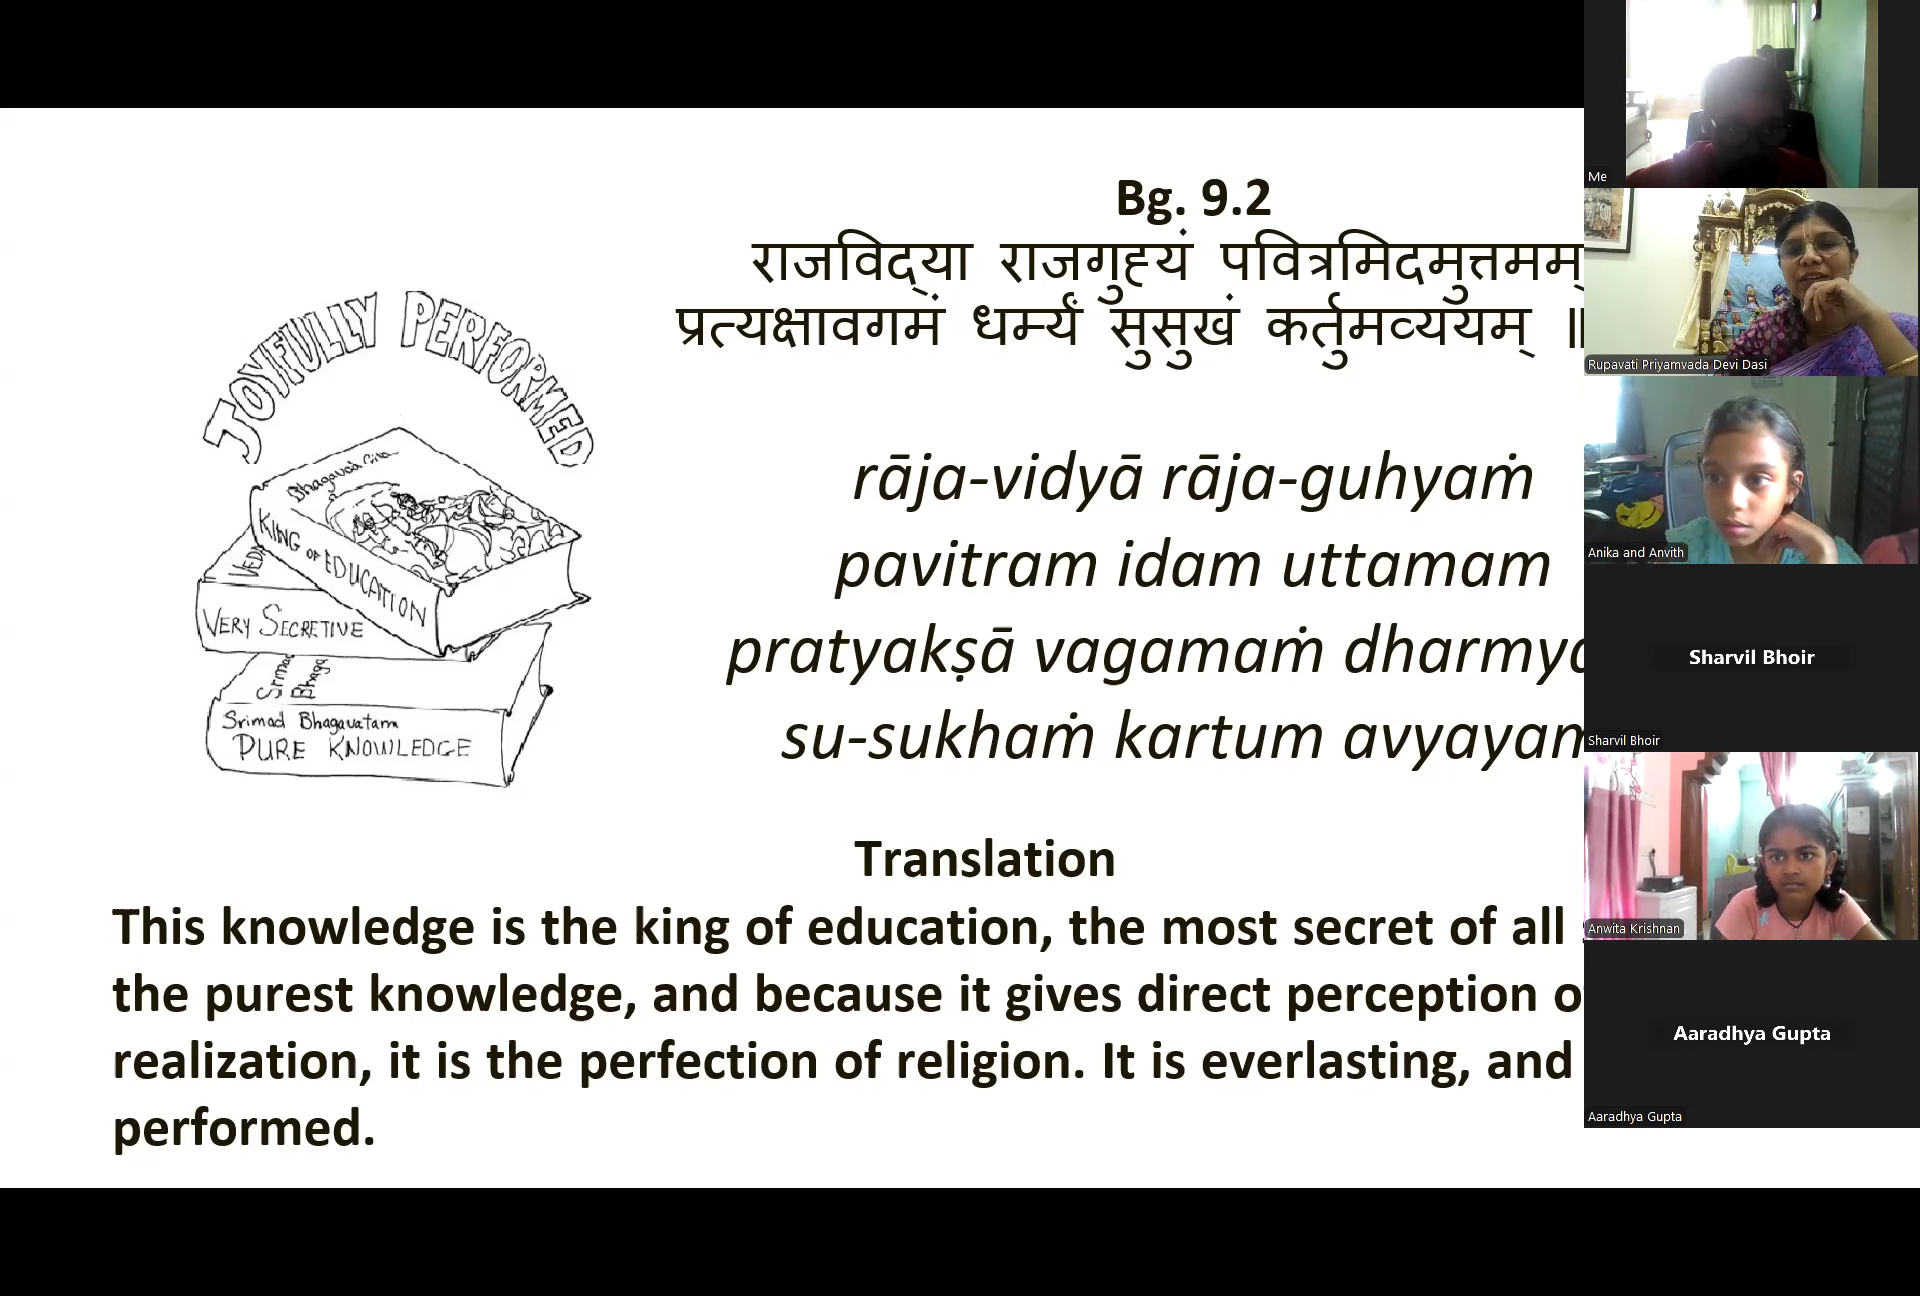 Bg. 9.2
राजविद्या राजगुह्यं पवित्रमिदमुत्तमम्
प्रत्यक्षावगमं धर्म्यं सुसुखं कर्तुमव्ययम् ॥
rāja-vidyā rāja-guhyaṁ
pavitram idam uttamam
pratyakṣā vagamaṁ dharmya
su-sukhaṁ kartum avyayam
JOYFULLY PERFORMED
Bhagavad Gita
KING OF EDUCATION
VED
VERY SECRETIVE
Srimad
Bhaga
Srimad Bhagavatam
PURE KNOWLEDGE
Translation
This knowledge is the king of education, the most secret of all
the purest knowledge, and because it gives direct perception o
realization, it is the perfection of religion. It is everlasting, and
performed.
Me
Rupavati Priyamvada Devi Dasi
Anika and Anvith
Sharvil Bhoir
Sharvil Bhoir
Anwita Krishnan
Aaradhya Gupta
Aaradhya Gupta